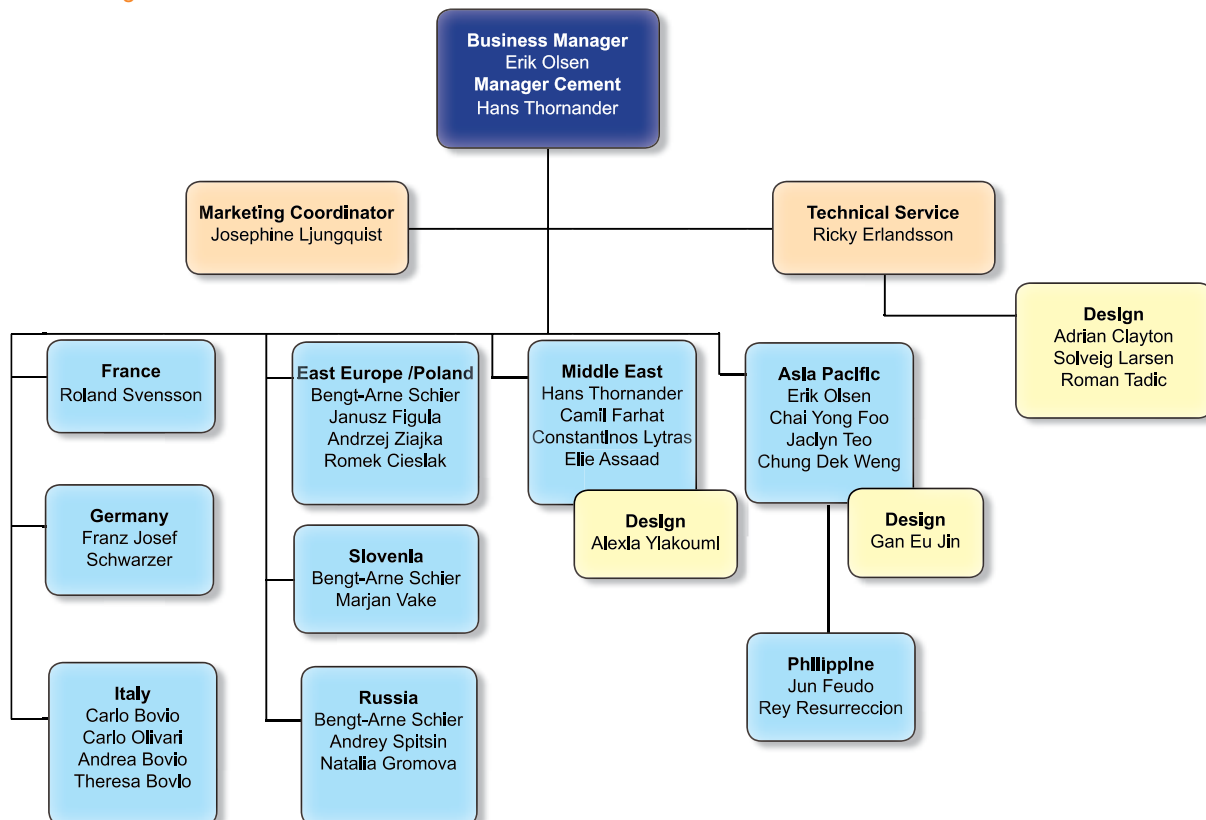 Business Manager
Erik Olsen
Manager Cement
Hans Thornander
Marketing Coordinator
Josephine Ljungquist
Technical Service
Ricky Erlandsson
Design
Adrian Clayton
Solveig Larsen
Roman Tadic
France
Roland Svensson
East Europe /Poland
Bengt-Arne Schier
Janusz Figula
Andrzej Ziajka
Romek Cieslak
Middle East
Hans Thornander
Camil Farhat
Constantinos Lytras
Elie Assaad
Design
Alexia Ylakoumi
Asia Pacific
Erik Olsen
Chai Yong Foo
Jaclyn Teo
Chung Dek Weng
Design
Gan Eu Jin
Germany
Franz Josef
Schwarzer
Slovenia
Bengt-Arne Schier
Marjan Vake
Philippine
Jun Feudo
Rey Resurreccion
Italy
Carlo Bovio
Carlo Olivari
Andrea Bovio
Theresa Bovio
Russia
Bengt-Arne Schier
Andrey Spitsin
Natalia Gromova